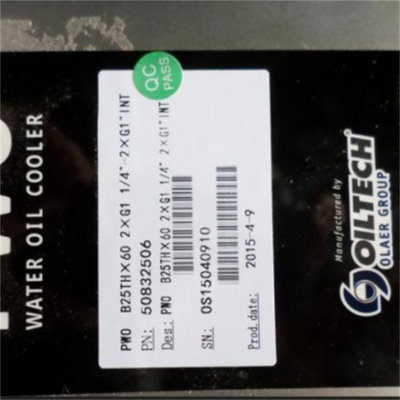 PWO
WATER OIL COOLER
QC
PASS
PWO B25TH×60 2×G1 1/4"-2×G1"INT
PN: 50832506
Des: PWO B25TH×60 2×G1 1/4" 2×G1"INT
SN: OS15040910
Prod.date: 2015-4-9
Manufactured by
OILTECH®
OLAER GROUP